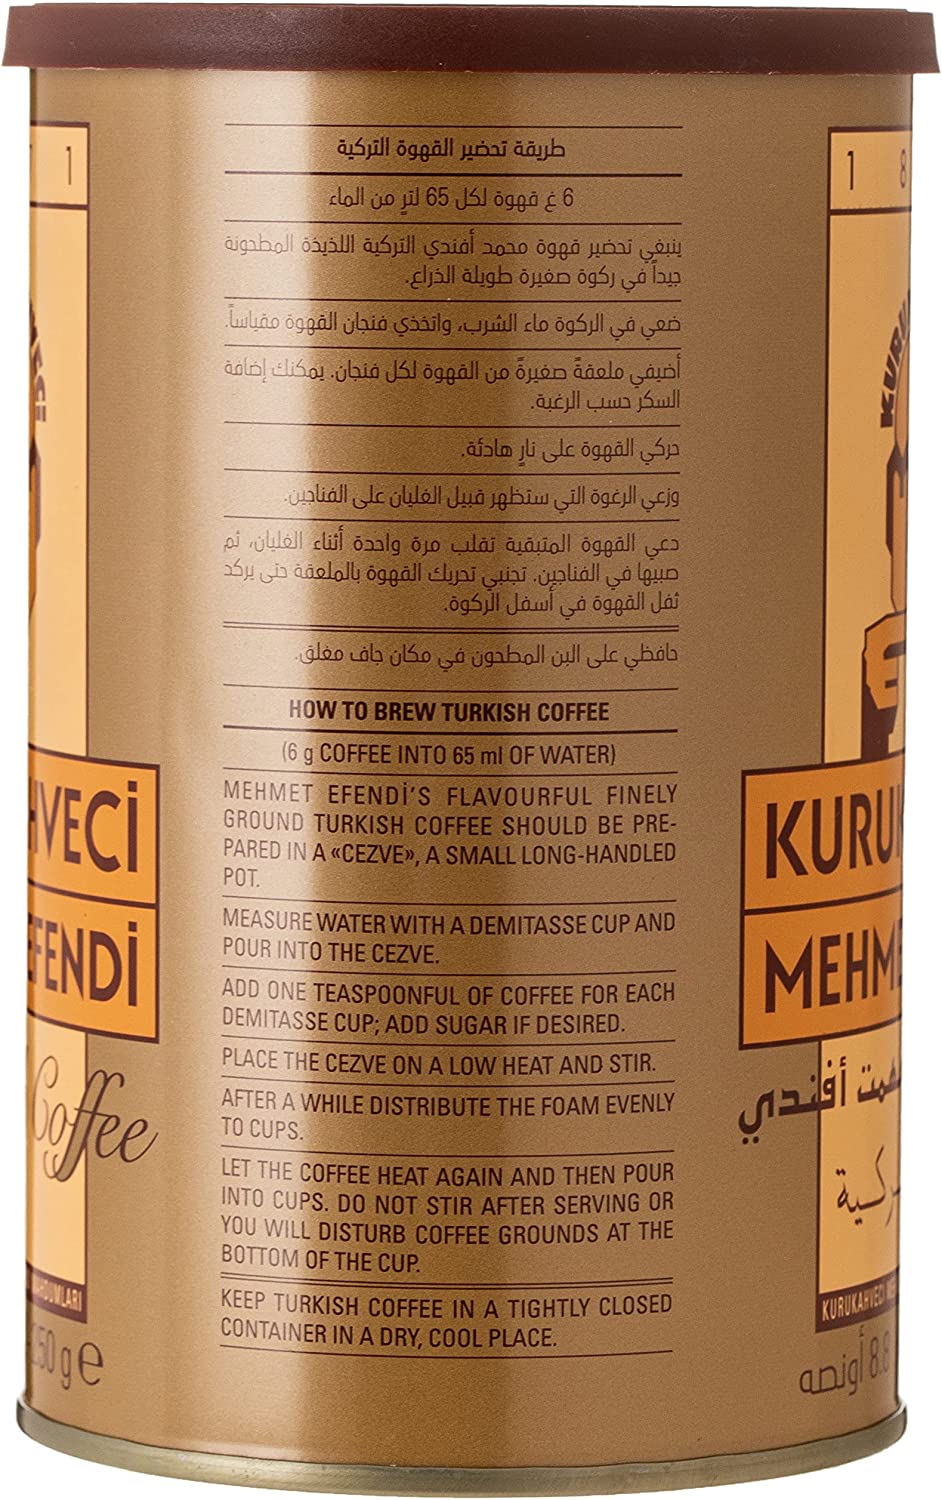 طريقة تحضير القهوة التركية
6 غ قهوة لكل 65 لترٍ من الماء
ينبغي تحضير قهوة محمد أفندي التركية اللذيذة المطحونة
جيداً في ركوة صغيرة طويلة الذراع.
ضعي في الركوة ماء الشرب، واتخذي فنجان القهوة مقياساً.
أضيفي ملعقةً صغيرةً من القهوة لكل فنجان. يمكنك إضافة
السكر حسب الرغبة.
حركي القهوة على نارٍ هادئة.
وزعي الرغوة التي ستظهر قبيل الغليان على الفناجين.
دعي القهوة المتبقية تقلب مرة واحدة أثناء الغليان، ثم
صبيها في الفناجين. تجنبي تحريك القهوة بالملعقة حتى يركد
ثفل القهوة في أسفل الركوة.
حافظي على البن المطحون في مكان جاف مغلق.
HOW TO BREW TURKISH COFFEE
(6 g COFFEE INTO 65 ml OF WATER)
MEHMET EFENDİ'S FLAVOURFUL FINELY
GROUND TURKISH COFFEE SHOULD BE PRE-
PARED IN A «CEZVE», A SMALL LONG-HANDLED
POT.
MEASURE WATER WITH A DEMITASSE CUP AND
POUR INTO THE CEZVE.
ADD ONE TEASPOONFUL OF COFFEE FOR EACH
DEMITASSE CUP; ADD SUGAR IF DESIRED.
PLACE THE CEZVE ON A LOW HEAT AND STIR.
AFTER A WHILE DISTRIBUTE THE FOAM EVENLY
TO CUPS.
LET THE COFFEE HEAT AGAIN AND THEN POUR
INTO CUPS. DO NOT STIR AFTER SERVING OR
YOU WILL DISTURB COFFEE GROUNDS AT THE
BOTTOM OF THE CUP.
KEEP TURKISH COFFEE IN A TIGHTLY CLOSED
CONTAINER IN A DRY, COOL PLACE.
1
HVECİ
EFENDİ
Coffee
50 g e
1 8
KURU
MEHME
أفندي
KURUKAHVECİ
8.8 أونصه